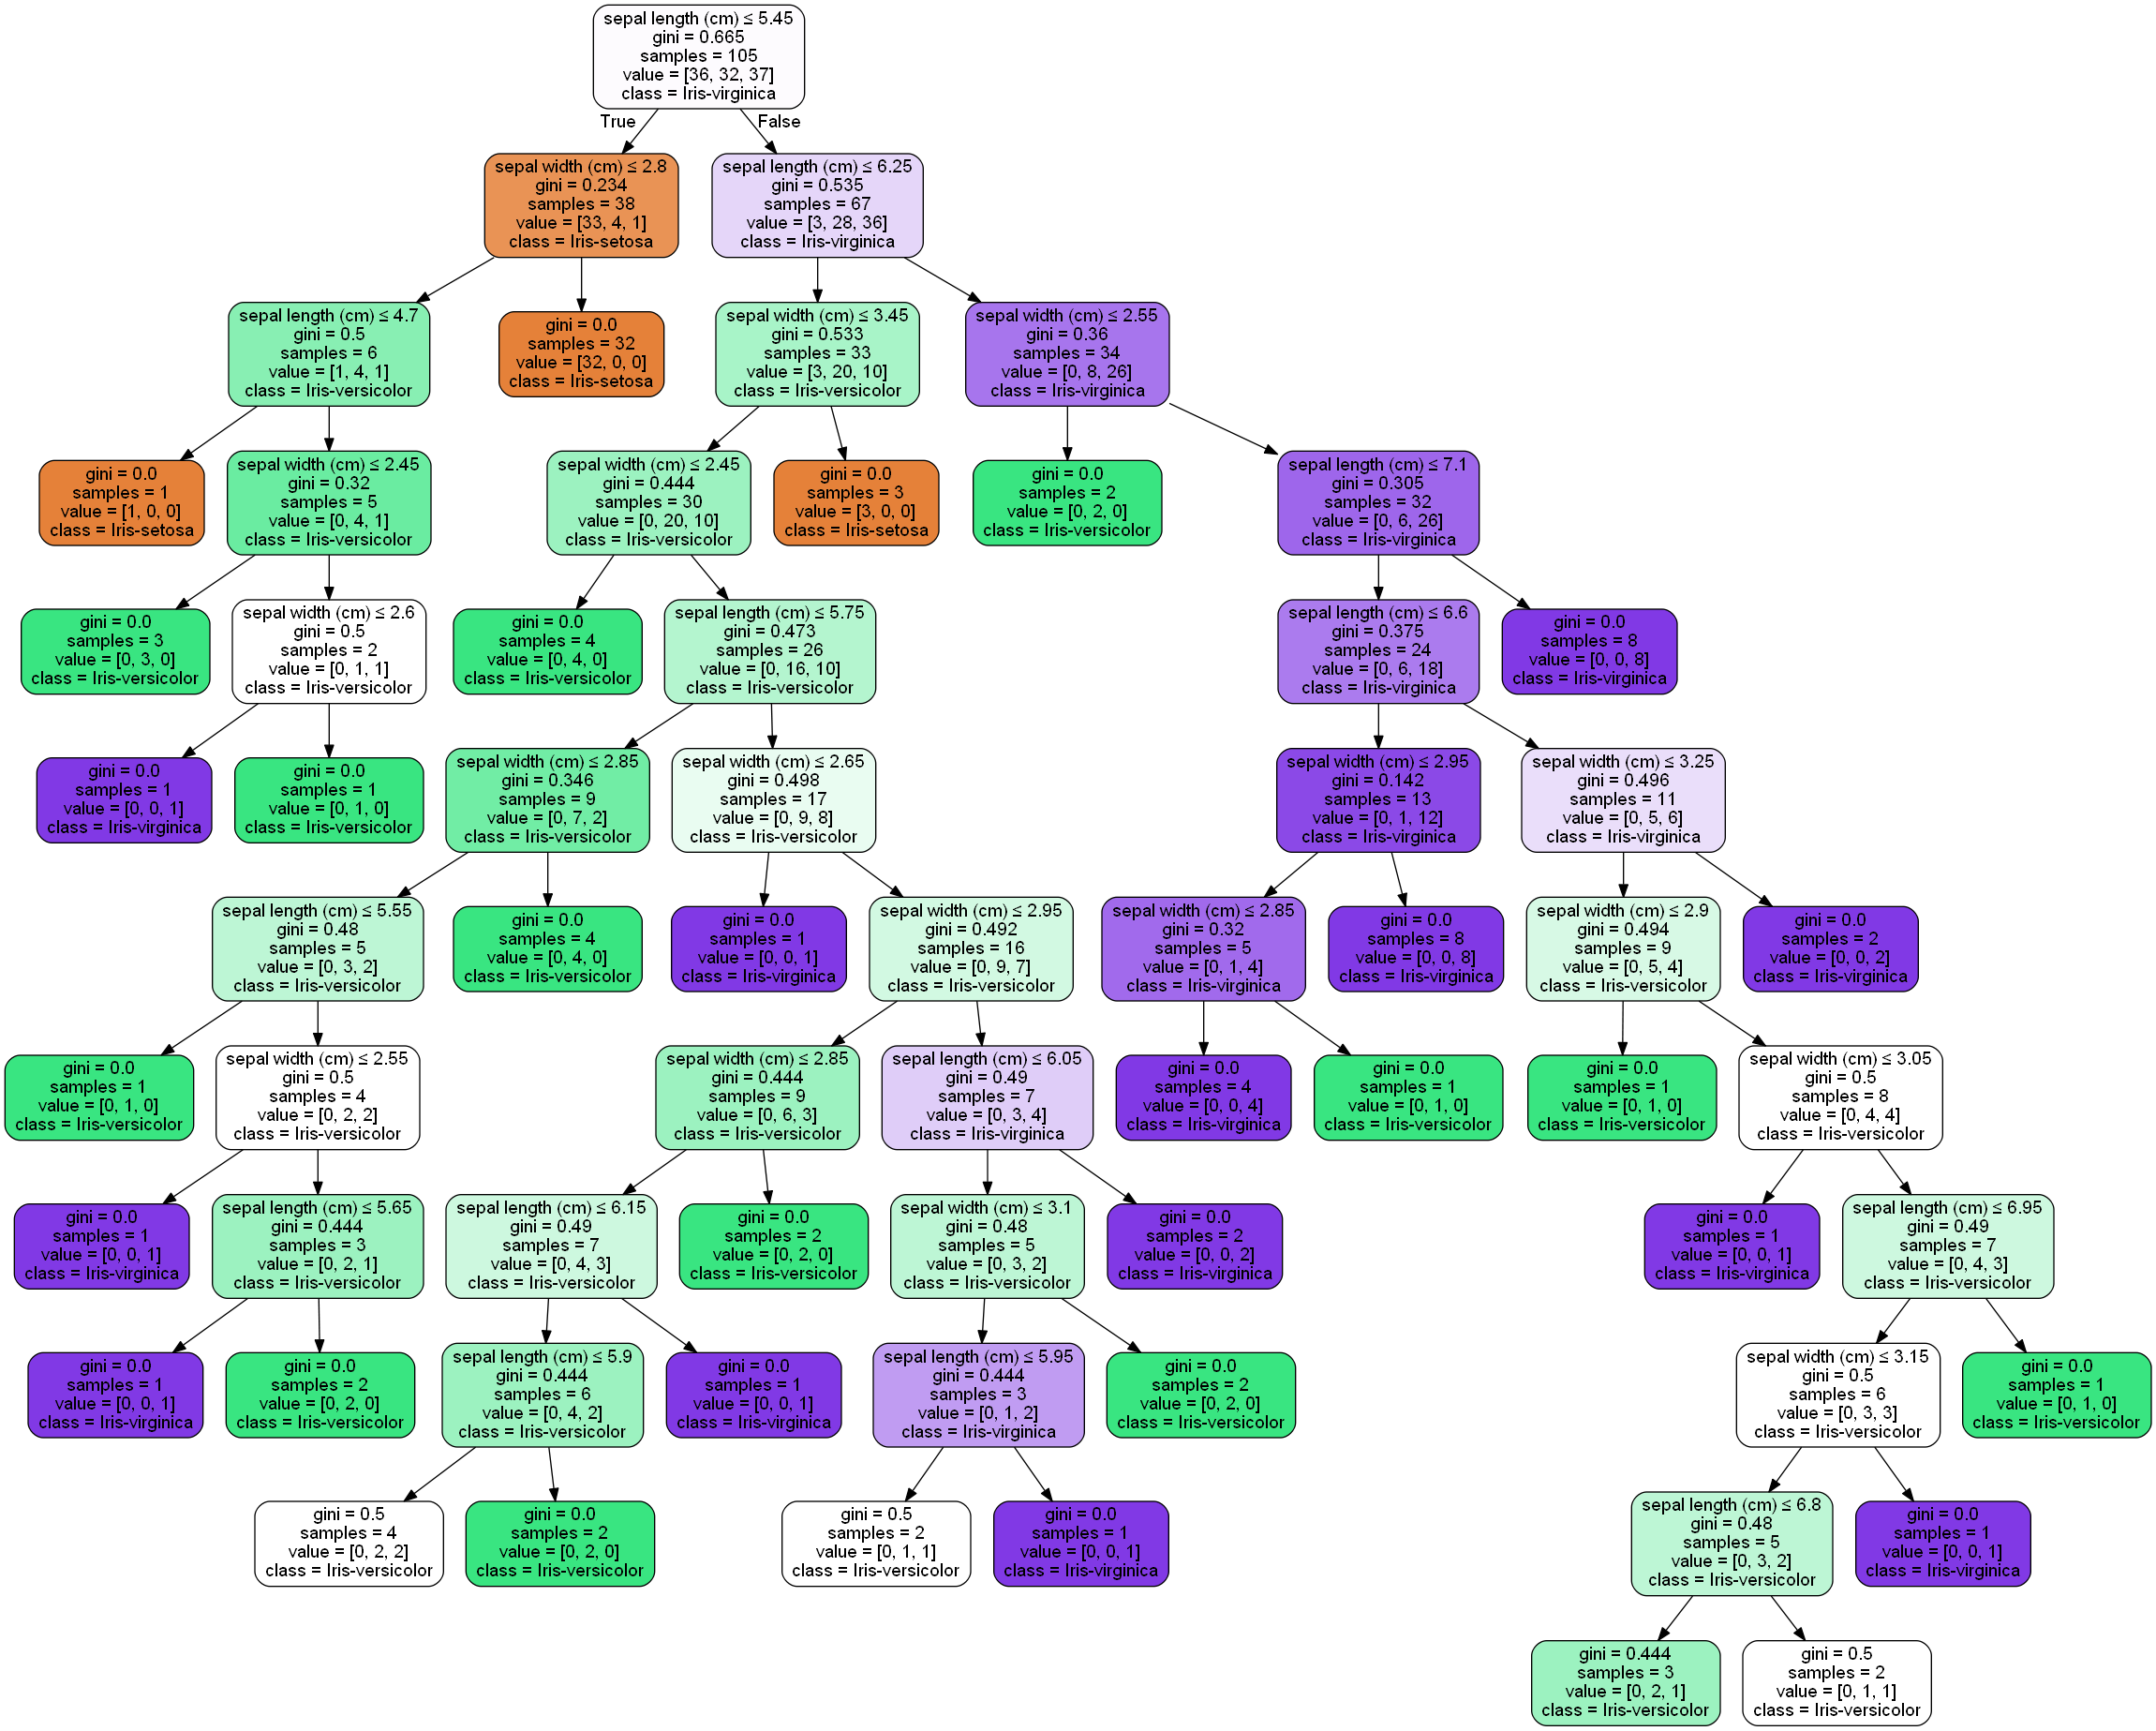 sepal length (cm) ≤ 5.45
gini = 0.665
samples = 105
value = [36, 32, 37]
class = Iris-virginica
True
False
sepal width (cm) ≤ 2.8
gini = 0.234
samples = 38
value = [33, 4, 1]
class = Iris-setosa
sepal length (cm) ≤ 6.25
gini = 0.535
samples = 67
value = [3, 28, 36]
class = Iris-virginica
sepal length (cm) ≤ 4.7
gini = 0.5
samples = 6
value = [1, 4, 1]
class = Iris-versicolor
gini = 0.0
samples = 32
value = [32, 0, 0]
class = Iris-setosa
sepal width (cm) ≤ 3.45
gini = 0.533
samples = 33
value = [3, 20, 10]
class = Iris-versicolor
sepal width (cm) ≤ 2.55
gini = 0.36
samples = 34
value = [0, 8, 26]
class = Iris-virginica
gini = 0.0
samples = 1
value = [1, 0, 0]
class = Iris-setosa
sepal width (cm) ≤ 2.45
gini = 0.32
samples = 5
value = [0, 4, 1]
class = Iris-versicolor
sepal width (cm) ≤ 2.45
gini = 0.444
samples = 30
value = [0, 20, 10]
class = Iris-versicolor
gini = 0.0
samples = 3
value = [3, 0, 0]
class = Iris-setosa
gini = 0.0
samples = 2
value = [0, 2, 0]
class = Iris-versicolor
sepal length (cm) ≤ 7.1
gini = 0.305
samples = 32
value = [0, 6, 26]
class = Iris-virginica
gini = 0.0
samples = 3
value = [0, 3, 0]
class = Iris-versicolor
sepal width (cm) ≤ 2.6
gini = 0.5
samples = 2
value = [0, 1, 1]
class = Iris-versicolor
gini = 0.0
samples = 4
value = [0, 4, 0]
class = Iris-versicolor
sepal length (cm) ≤ 5.75
gini = 0.473
samples = 26
value = [0, 16, 10]
class = Iris-versicolor
sepal length (cm) ≤ 6.6
gini = 0.375
samples = 24
value = [0, 6, 18]
class = Iris-virginica
gini = 0.0
samples = 8
value = [0, 0, 8]
class = Iris-virginica
gini = 0.0
samples = 1
value = [0, 0, 1]
class = Iris-virginica
gini = 0.0
samples = 1
value = [0, 1, 0]
class = Iris-versicolor
sepal width (cm) ≤ 2.85
gini = 0.346
samples = 9
value = [0, 7, 2]
class = Iris-versicolor
sepal width (cm) ≤ 2.65
gini = 0.498
samples = 17
value = [0, 9, 8]
class = Iris-versicolor
sepal width (cm) ≤ 2.95
gini = 0.142
samples = 13
value = [0, 1, 12]
class = Iris-virginica
sepal width (cm) ≤ 3.25
gini = 0.496
samples = 11
value = [0, 5, 6]
class = Iris-virginica
sepal length (cm) ≤ 5.55
gini = 0.48
samples = 5
value = [0, 3, 2]
class = Iris-versicolor
gini = 0.0
samples = 4
value = [0, 4, 0]
class = Iris-versicolor
gini = 0.0
samples = 1
value = [0, 0, 1]
class = Iris-virginica
sepal width (cm) ≤ 2.95
gini = 0.492
samples = 16
value = [0, 9, 7]
class = Iris-versicolor
sepal width (cm) ≤ 2.85
gini = 0.32
samples = 5
value = [0, 1, 4]
class = Iris-virginica
gini = 0.0
samples = 8
value = [0, 0, 8]
class = Iris-virginica
sepal width (cm) ≤ 2.9
gini = 0.494
samples = 9
value = [0, 5, 4]
class = Iris-versicolor
gini = 0.0
samples = 2
value = [0, 0, 2]
class = Iris-virginica
gini = 0.0
samples = 1
value = [0, 1, 0]
class = Iris-versicolor
sepal width (cm) ≤ 2.55
gini = 0.5
samples = 4
value = [0, 2, 2]
class = Iris-versicolor
sepal width (cm) ≤ 2.85
gini = 0.444
samples = 9
value = [0, 6, 3]
class = Iris-versicolor
sepal length (cm) ≤ 6.05
gini = 0.49
samples = 7
value = [0, 3, 4]
class = Iris-virginica
gini = 0.0
samples = 4
value = [0, 0, 4]
class = Iris-virginica
gini = 0.0
samples = 1
value = [0, 1, 0]
class = Iris-versicolor
gini = 0.0
samples = 1
value = [0, 1, 0]
class = Iris-versicolor
sepal width (cm) ≤ 3.05
gini = 0.5
samples = 8
value = [0, 4, 4]
class = Iris-versicolor
gini = 0.0
samples = 1
value = [0, 0, 1]
class = Iris-virginica
sepal length (cm) ≤ 5.65
gini = 0.444
samples = 3
value = [0, 2, 1]
class = Iris-versicolor
sepal length (cm) ≤ 6.15
gini = 0.49
samples = 7
value = [0, 4, 3]
class = Iris-versicolor
gini = 0.0
samples = 2
value = [0, 2, 0]
class = Iris-versicolor
sepal width (cm) ≤ 3.1
gini = 0.48
samples = 5
value = [0, 3, 2]
class = Iris-versicolor
gini = 0.0
samples = 2
value = [0, 0, 2]
class = Iris-virginica
gini = 0.0
samples = 1
value = [0, 0, 1]
class = Iris-virginica
sepal length (cm) ≤ 6.95
gini = 0.49
samples = 7
value = [0, 4, 3]
class = Iris-versicolor
gini = 0.0
samples = 1
value = [0, 0, 1]
class = Iris-virginica
gini = 0.0
samples = 2
value = [0, 2, 0]
class = Iris-versicolor
sepal length (cm) ≤ 5.9
gini = 0.444
samples = 6
value = [0, 4, 2]
class = Iris-versicolor
gini = 0.0
samples = 1
value = [0, 0, 1]
class = Iris-virginica
sepal length (cm) ≤ 5.95
gini = 0.444
samples = 3
value = [0, 1, 2]
class = Iris-virginica
gini = 0.0
samples = 2
value = [0, 2, 0]
class = Iris-versicolor
sepal width (cm) ≤ 3.15
gini = 0.5
samples = 6
value = [0, 3, 3]
class = Iris-versicolor
gini = 0.0
samples = 1
value = [0, 1, 0]
class = Iris-versicolor
gini = 0.5
samples = 4
value = [0, 2, 2]
class = Iris-versicolor
gini = 0.0
samples = 2
value = [0, 2, 0]
class = Iris-versicolor
gini = 0.5
samples = 2
value = [0, 1, 1]
class = Iris-versicolor
gini = 0.0
samples = 1
value = [0, 0, 1]
class = Iris-virginica
sepal length (cm) ≤ 6.8
gini = 0.48
samples = 5
value = [0, 3, 2]
class = Iris-versicolor
gini = 0.0
samples = 1
value = [0, 0, 1]
class = Iris-virginica
gini = 0.444
samples = 3
value = [0, 2, 1]
class = Iris-versicolor
gini = 0.5
samples = 2
value = [0, 1, 1]
class = Iris-versicolor